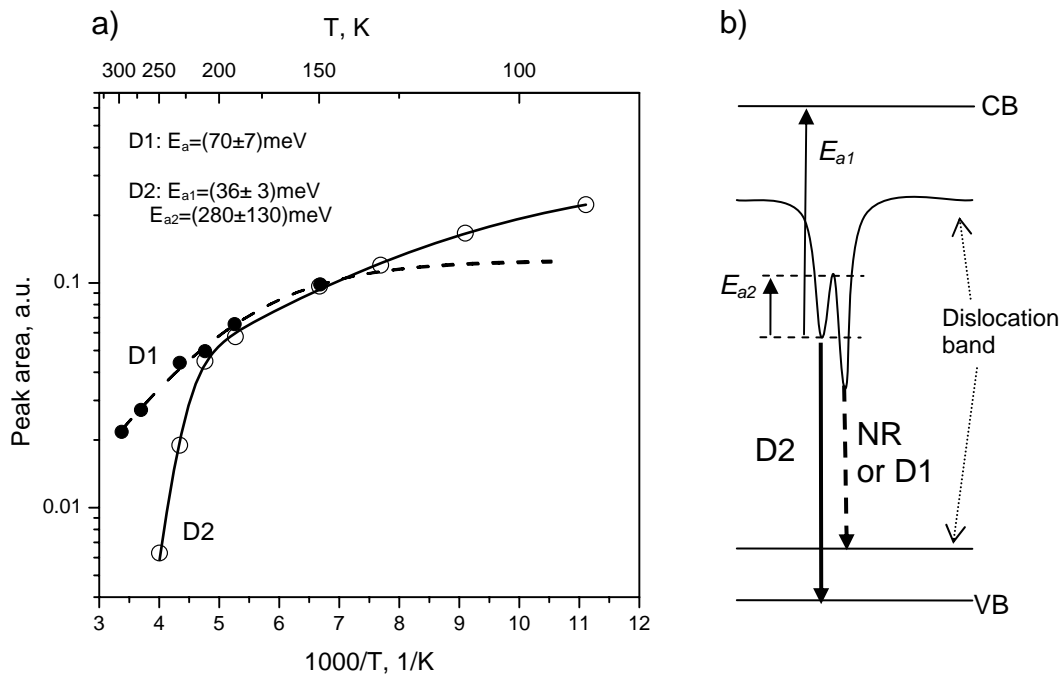 a)
T, K
300 250 200 150 100
D1: Ea=(70±7)meV
D2: Ea1=(36± 3)meV
Ea2=(280±130)meV
0.1
0.01
Peak area, a.u.
D1
D2
3 4 5 6 7 8 9 10 11 12
1000/T, 1/K
b)
CB
Ea1
Ea2
Dislocation
band
D2
NR
or D1
VB